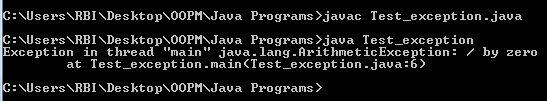 C:\Users\RBI\Desktop\OOPM\Java Programs>javac Test_exception.java
C:\Users\RBI\Desktop\OOPM\Java Programs>java Test_exception
Exception in thread "main" java.lang.ArithmeticException: / by zero
at Test_exception.main(Test_exception.java:6)
C:\Users\RBI\Desktop\OOPM\Java Programs>